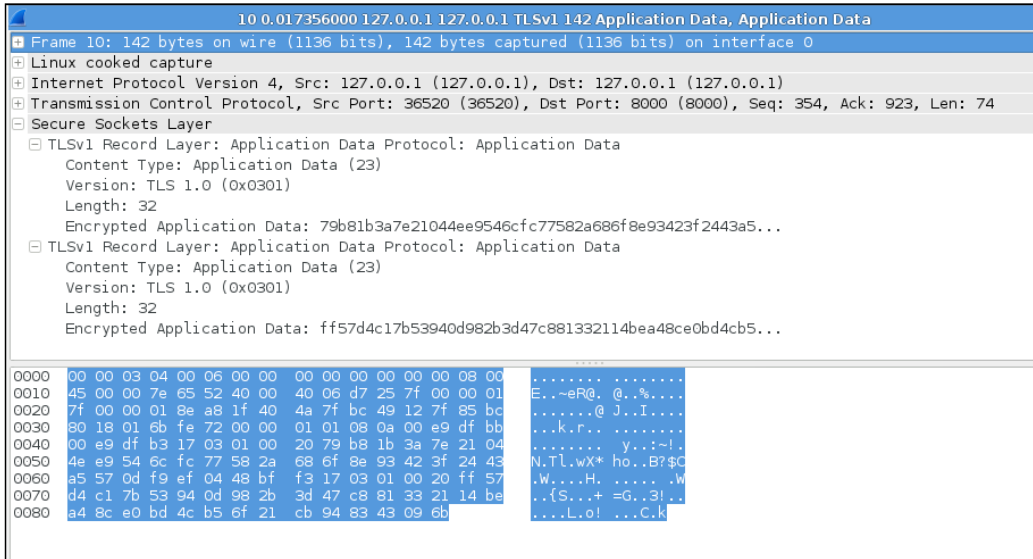 10 0.017356000 127.0.0.1 127.0.0.1 TLSv1 142 Application Data, Application Data
Frame 10: 142 bytes on wire (1136 bits), 142 bytes captured (1136 bits) on interface 0
Linux cooked capture
Internet Protocol Version 4, Src: 127.0.0.1 (127.0.0.1), Dst: 127.0.0.1 (127.0.0.1)
Transmission Control Protocol, Src Port: 36520 (36520), Dst Port: 8000 (8000), Seq: 354, Ack: 923, Len: 74
Secure Sockets Layer
TLSv1 Record Layer: Application Data Protocol: Application Data
Content Type: Application Data (23)
Version: TLS 1.0 (0x0301)
Length: 32
Encrypted Application Data: 79b81b3a7e21044ee9546cfc77582a686f8e93423f2443a5...
TLSv1 Record Layer: Application Data Protocol: Application Data
Content Type: Application Data (23)
Version: TLS 1.0 (0x0301)
Length: 32
Encrypted Application Data: ff57d4c17b53940d982b3d47c881332114bea48ce0bd4cb5...
0000 00 00 03 04 00 06 00 00 00 00 00 00 00 00 08 00 ........ ........
0010 45 00 00 7e 65 52 40 00 40 06 d7 25 7f 00 00 01 E..~eR@. @..%....
0020 7f 00 00 01 8e a8 1f 40 4a 7f bc 49 12 7f 85 bc .......@ J..I....
0030 80 18 01 6b fe 72 00 00 01 01 08 0a 00 e9 df bb ...k.r.. ........
0040 00 e9 df b3 17 03 01 00 20 79 b8 1b 3a 7e 21 04 ........ y..:~!.
0050 4e e9 54 6c fc 77 58 2a 68 6f 8e 93 42 3f 24 43 N.Tl.wX* ho..B?$C
0060 a5 57 0d f9 ef 04 48 bf f3 17 03 01 00 20 ff 57 .W....H. ..... .W
0070 d4 c1 7b 53 94 0d 98 2b 3d 47 c8 81 33 21 14 be ..{S...+ =G..3!..
0080 a4 8c e0 bd 4c b5 6f 21 cb 94 83 43 09 6b ....L.o! ...C.k